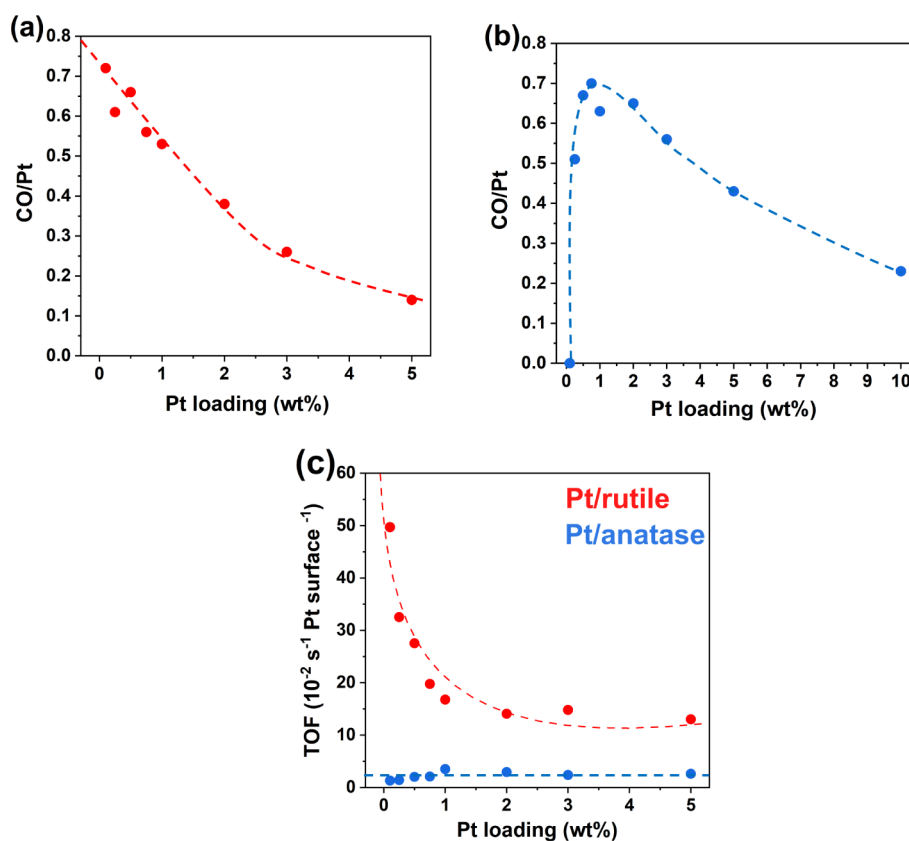 (a)
0.8
0.7
0.6
0.5
0.4
0.3
0.2
0.1
0.0
CO/Pt
0 1 2 3 4 5
Pt loading (wt%)
(b)
0.8
0.7
0.6
0.5
0.4
0.3
0.2
0.1
0.0
CO/Pt
0 1 2 3 4 5 6 7 8 9 10
Pt loading (wt%)
(c)
60
50
40
30
20
10
0
TOF (10⁻² s⁻¹ Pt surface ⁻¹)
Pt/rutile
Pt/anatase
0 1 2 3 4 5
Pt loading (wt%)